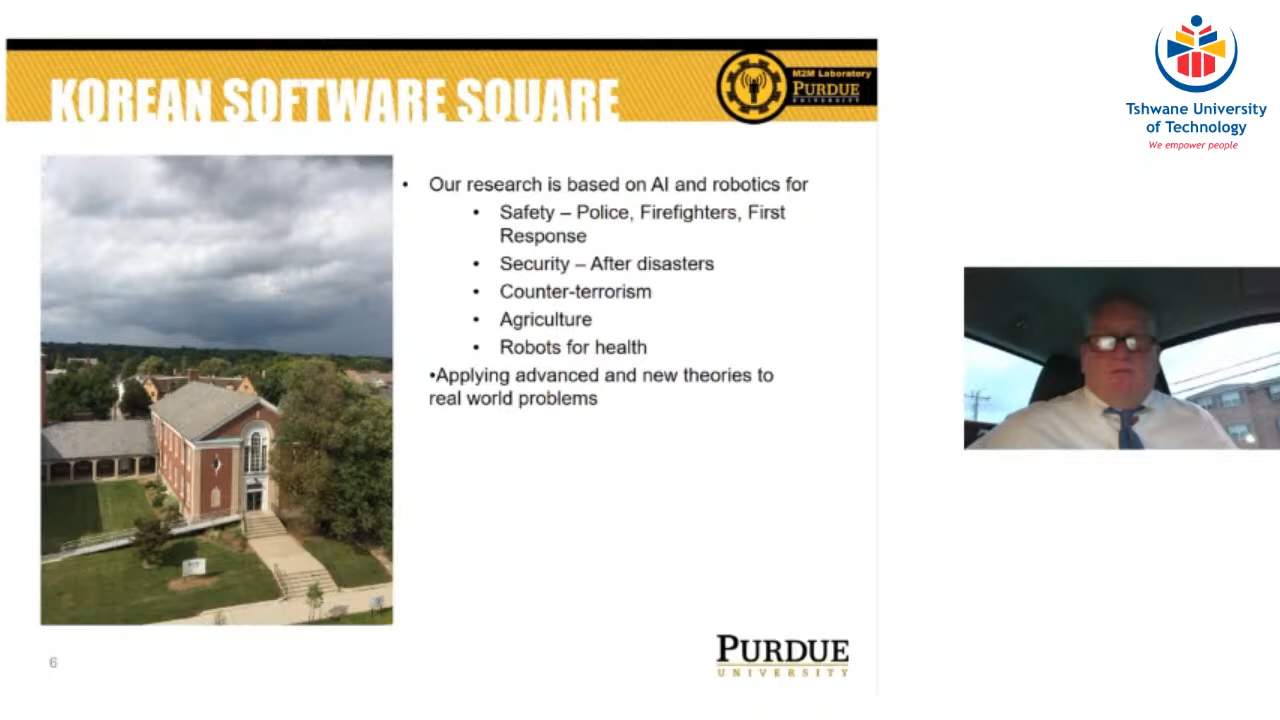 KOREAN SOFTWARE SQUARE
M2M Laboratory
PURDUE
UNIVERSITY
Tshwane University
of Technology
We empower people
• Our research is based on AI and robotics for
• Safety – Police, Firefighters, First
Response
• Security – After disasters
• Counter-terrorism
• Agriculture
• Robots for health
•Applying advanced and new theories to
real world problems
6
PURDUE
UNIVERSITY